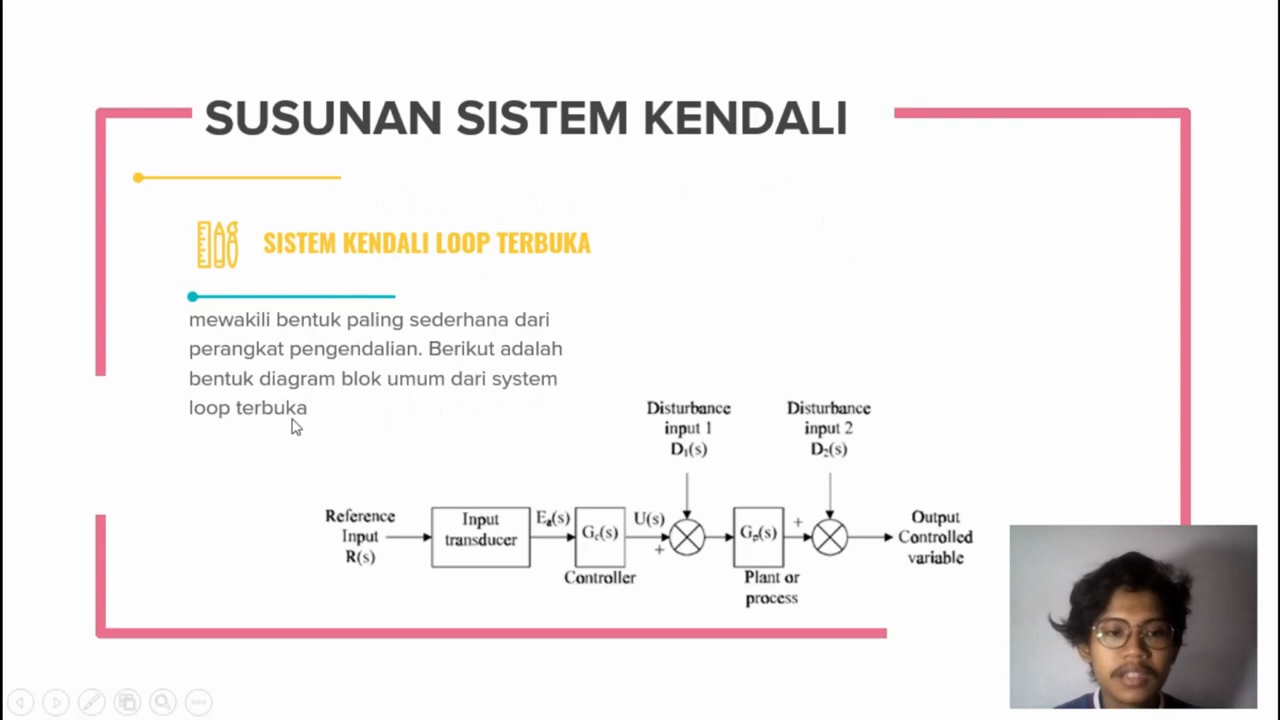 SUSUNAN SISTEM KENDALI
SISTEM KENDALI LOOP TERBUKA
mewakili bentuk paling sederhana dari
perangkat pengendalian. Berikut adalah
bentuk diagram blok umum dari system
loop terbuka
Disturbance
input 1
D₁(s)
Disturbance
input 2
D₂(s)
Reference
Input
R(s)
Input
transducer
Eₐ(s)
G꜀(s)
Controller
U(s)
+
Gₚ(s)
Plant or
process
+
Output
Controlled
variable